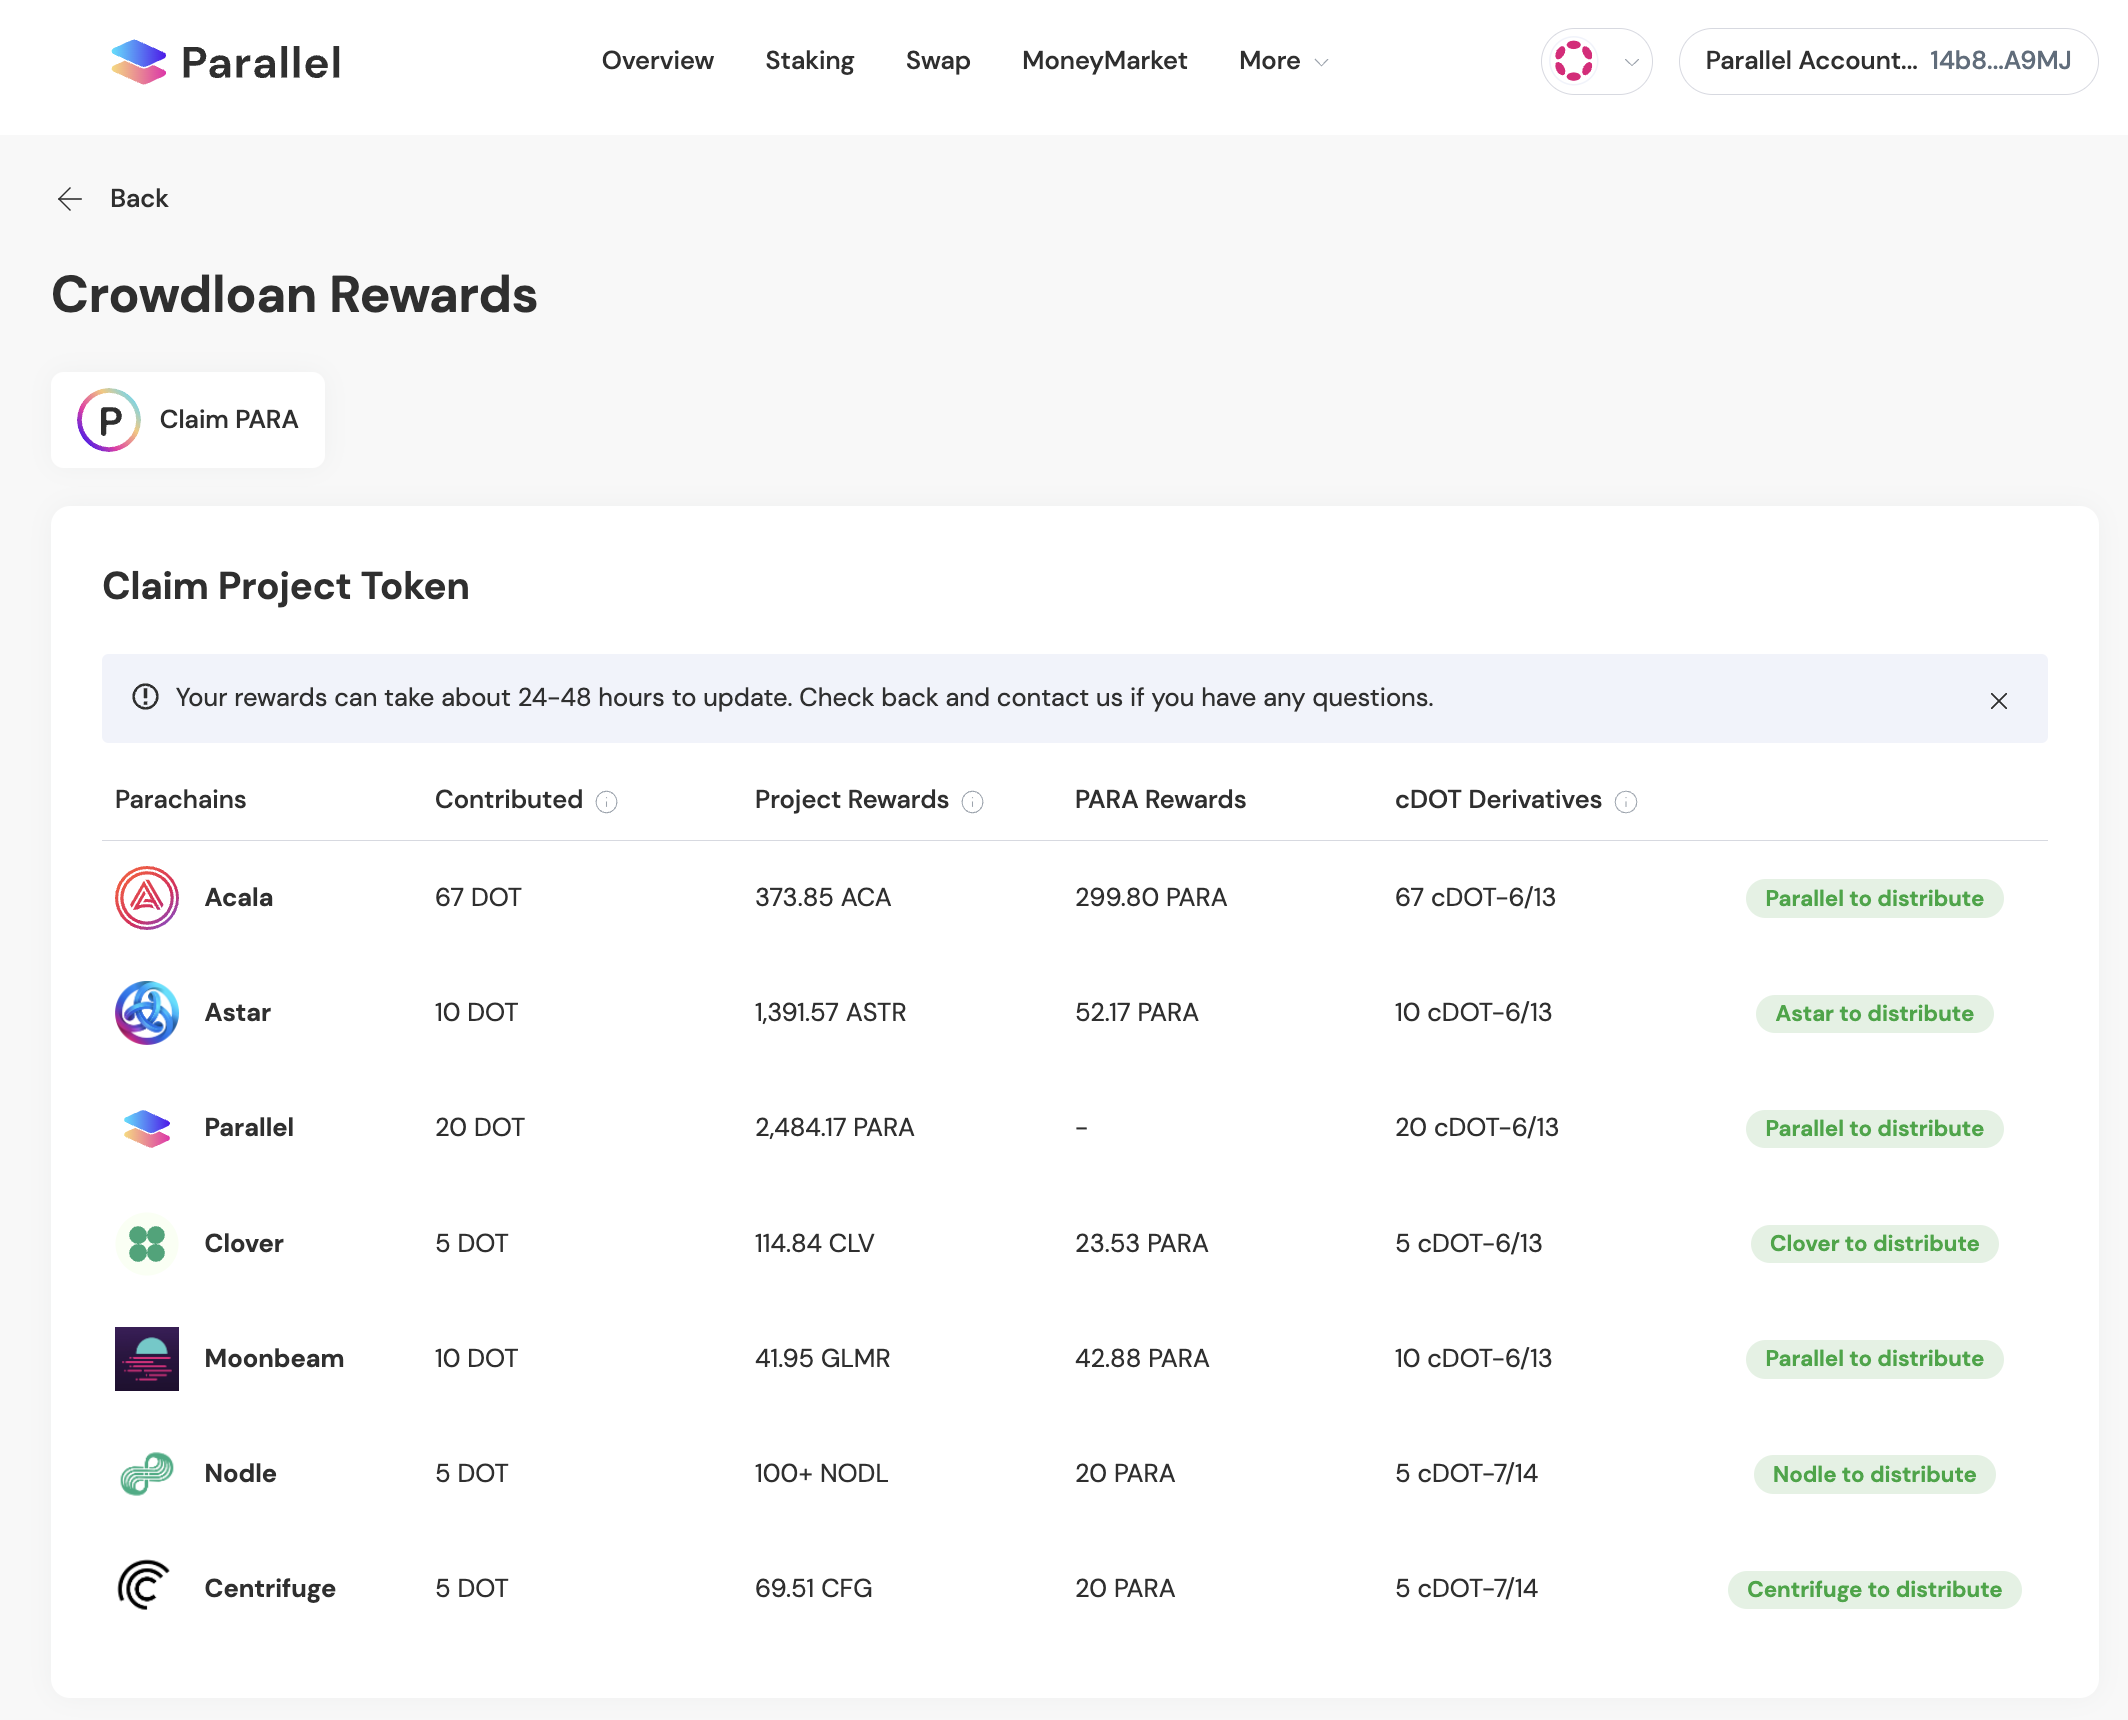 Parallel
Overview Staking Swap MoneyMarket More Parallel Account... 14b8...A9MJ
Back
Crowdloan Rewards
P Claim PARA
Claim Project Token
Your rewards can take about 24-48 hours to update. Check back and contact us if you have any questions.
Parachains Contributed Project Rewards PARA Rewards cDOT Derivatives
Acala 67 DOT 373.85 ACA 299.80 PARA 67 cDOT-6/13 Parallel to distribute
Astar 10 DOT 1,391.57 ASTR 52.17 PARA 10 cDOT-6/13 Astar to distribute
Parallel 20 DOT 2,484.17 PARA - 20 cDOT-6/13 Parallel to distribute
Clover 5 DOT 114.84 CLV 23.53 PARA 5 cDOT-6/13 Clover to distribute
Moonbeam 10 DOT 41.95 GLMR 42.88 PARA 10 cDOT-6/13 Parallel to distribute
Nodle 5 DOT 100+ NODL 20 PARA 5 cDOT-7/14 Nodle to distribute
Centrifuge 5 DOT 69.51 CFG 20 PARA 5 cDOT-7/14 Centrifuge to distribute